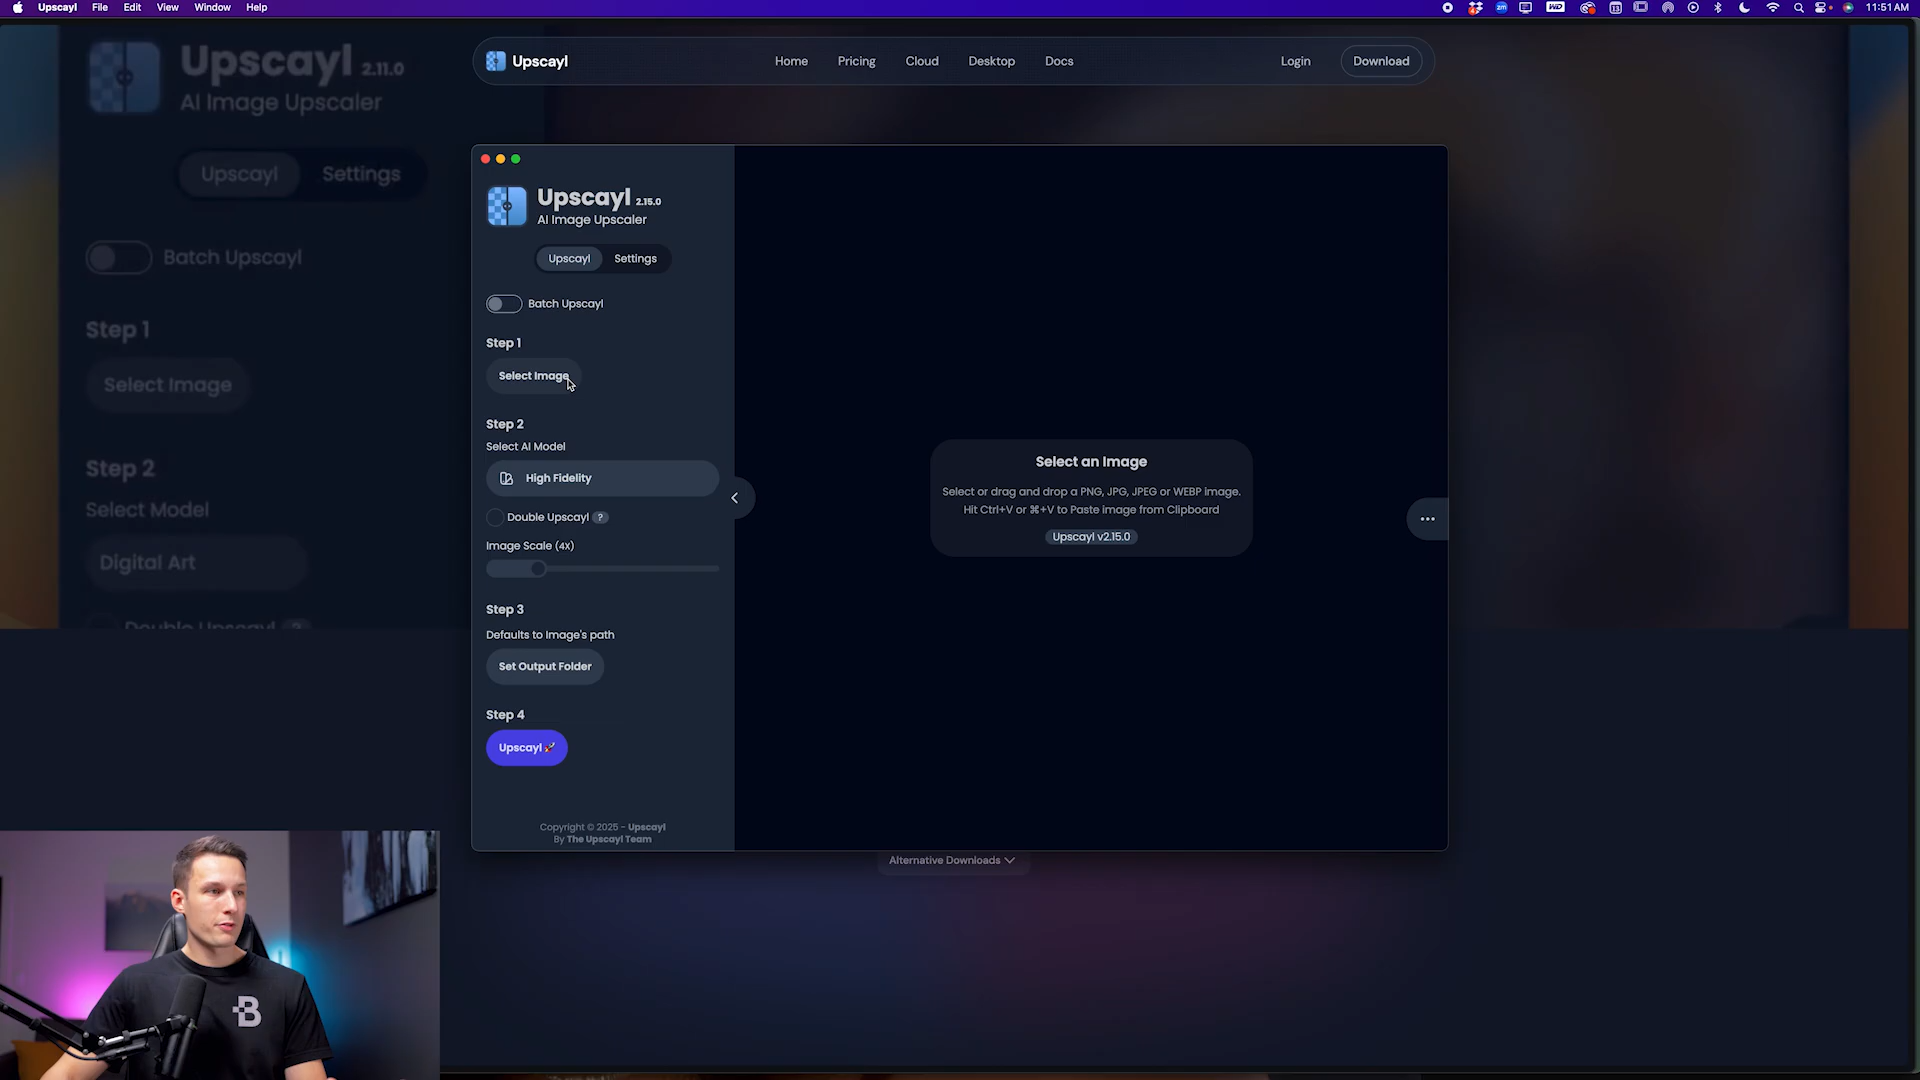 Upscayl File Edit View Window Help 11:51 AM
Upscayl 2.11.0
AI Image Upscaler
Upscayl Settings
Batch Upscayl
Step 1
Select Image
Step 2
Select Model
Digital Art
Double Upscayl ?
Upscayl Home Pricing Cloud Desktop Docs Login Download
Upscayl 2.15.0
AI Image Upscaler
Upscayl Settings
Batch Upscayl
Step 1
Select Image
Step 2
Select AI Model
High Fidelity
Double Upscayl ?
Image Scale (4X)
Step 3
Defaults to Image's path
Set Output Folder
Step 4
Upscayl 🚀
Copyright © 2025 - Upscayl
By The Upscayl Team
Select an Image
Select or drag and drop a PNG, JPG, JPEG or WEBP image.
Hit Ctrl+V or ⌘+V to Paste image from Clipboard
Upscayl v2.15.0
Alternative Downloads
B